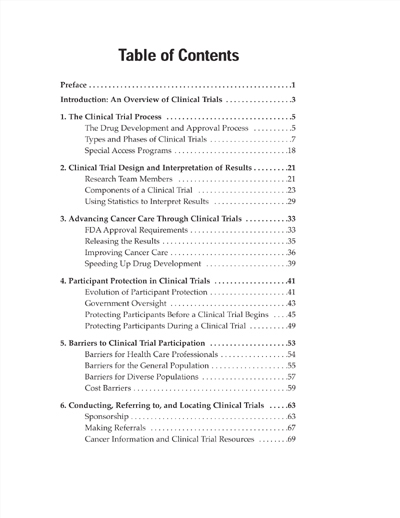 Table of Contents
Preface . . . . . . . . . . . . . . . . . . . . . . . . . . . . . . . . . . . . . . . . . . . . . . . . . . . .1
Introduction: An Overview of Clinical Trials . . . . . . . . . . . . . . . . .3
1. The Clinical Trial Process . . . . . . . . . . . . . . . . . . . . . . . . . . . . . . . .5
The Drug Development and Approval Process . . . . . . . . . .5
Types and Phases of Clinical Trials . . . . . . . . . . . . . . . . . . . . .7
Special Access Programs . . . . . . . . . . . . . . . . . . . . . . . . . . . . .18
2. Clinical Trial Design and Interpretation of Results . . . . . . . . .21
Research Team Members . . . . . . . . . . . . . . . . . . . . . . . . . . . .21
Components of a Clinical Trial . . . . . . . . . . . . . . . . . . . . . . .23
Using Statistics to Interpret Results . . . . . . . . . . . . . . . . . . .29
3. Advancing Cancer Care Through Clinical Trials . . . . . . . . . . .33
FDA Approval Requirements . . . . . . . . . . . . . . . . . . . . . . . . .33
Releasing the Results . . . . . . . . . . . . . . . . . . . . . . . . . . . . . . . .35
Improving Cancer Care . . . . . . . . . . . . . . . . . . . . . . . . . . . . . .36
Speeding Up Drug Development . . . . . . . . . . . . . . . . . . . . .39
4. Participant Protection in Clinical Trials . . . . . . . . . . . . . . . . . . .41
Evolution of Participant Protection . . . . . . . . . . . . . . . . . . . .41
Government Oversight . . . . . . . . . . . . . . . . . . . . . . . . . . . . . .43
Protecting Participants Before a Clinical Trial Begins . . . .45
Protecting Participants During a Clinical Trial . . . . . . . . . .49
5. Barriers to Clinical Trial Participation . . . . . . . . . . . . . . . . . . . .53
Barriers for Health Care Professionals . . . . . . . . . . . . . . . . .54
Barriers for the General Population . . . . . . . . . . . . . . . . . . . .55
Barriers for Diverse Populations . . . . . . . . . . . . . . . . . . . . . .57
Cost Barriers . . . . . . . . . . . . . . . . . . . . . . . . . . . . . . . . . . . . . . .59
6. Conducting, Referring to, and Locating Clinical Trials . . . . .63
Sponsorship . . . . . . . . . . . . . . . . . . . . . . . . . . . . . . . . . . . . . . . .63
Making Referrals . . . . . . . . . . . . . . . . . . . . . . . . . . . . . . . . . . .67
Cancer Information and Clinical Trial Resources . . . . . . . .69